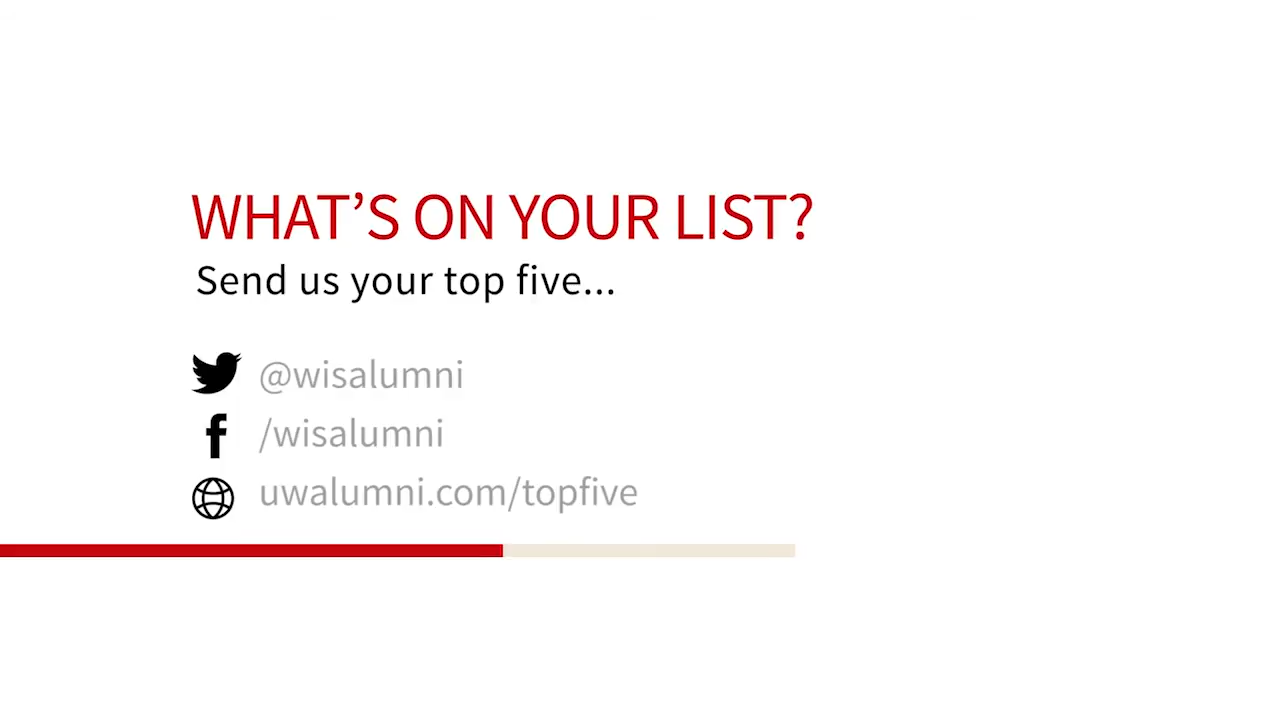 WHAT’S ON YOUR LIST?
Send us your top five...
@wisalumni
/wisalumni
uwalumni.com/topfive